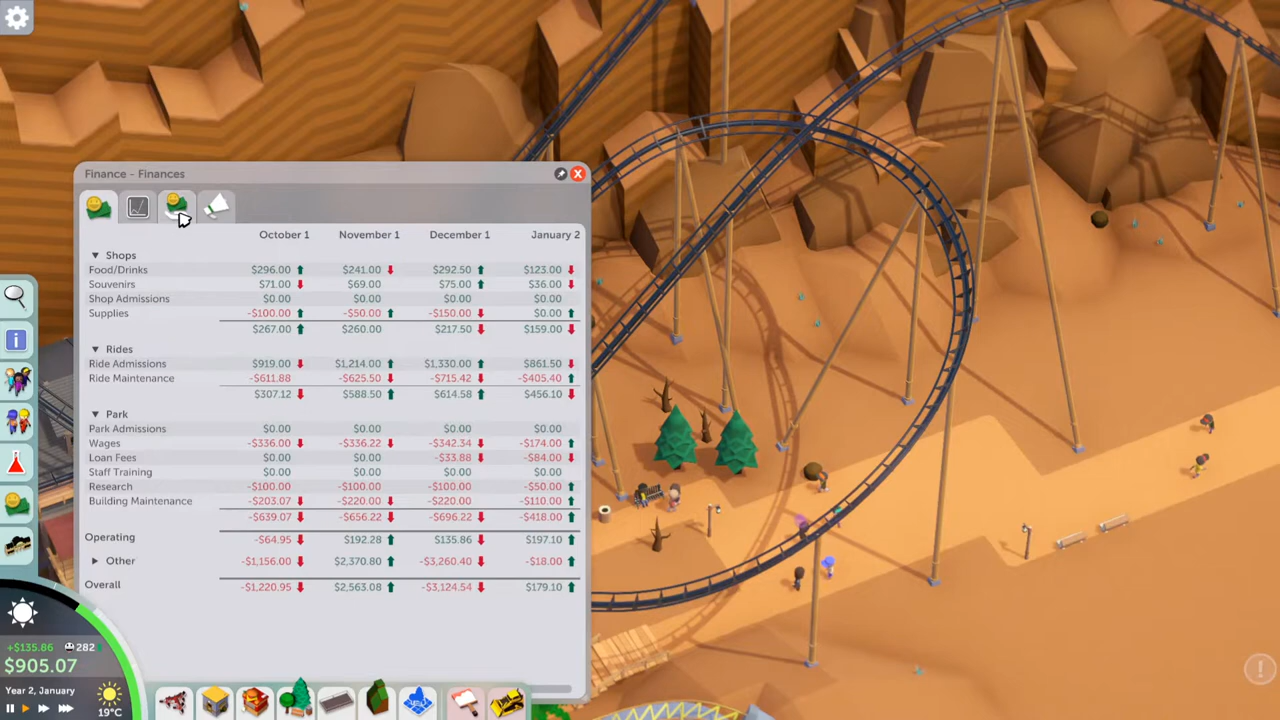 Finance - Finances
October 1 November 1 December 1 January 2
▼ Shops
Food/Drinks $296.00 $241.00 $292.50 $123.00
Souvenirs $71.00 $69.00 $75.00 $36.00
Shop Admissions $0.00 $0.00 $0.00 $0.00
Supplies -$100.00 -$50.00 -$150.00 $0.00
$267.00 $260.00 $217.50 $159.00
▼ Rides
Ride Admissions $919.00 $1,214.00 $1,330.00 $861.50
Ride Maintenance -$611.88 -$625.50 -$715.42 -$405.40
$307.12 $588.50 $614.58 $456.10
▼ Park
Park Admissions $0.00 $0.00 $0.00 $0.00
Wages -$336.00 -$336.22 -$342.34 -$174.00
Loan Fees $0.00 $0.00 -$33.88 -$84.00
Staff Training $0.00 $0.00 $0.00 $0.00
Research -$100.00 -$100.00 -$100.00 -$50.00
Building Maintenance -$203.07 -$220.00 -$220.00 -$110.00
-$639.07 -$656.22 -$696.22 -$418.00
Operating -$64.95 $192.28 $135.86 $197.10
► Other -$1,156.00 $2,370.80 -$3,260.40 -$18.00
Overall -$1,220.95 $2,563.08 -$3,124.54 $179.10
+$135.86 282
$905.07
Year 2, January
19°C